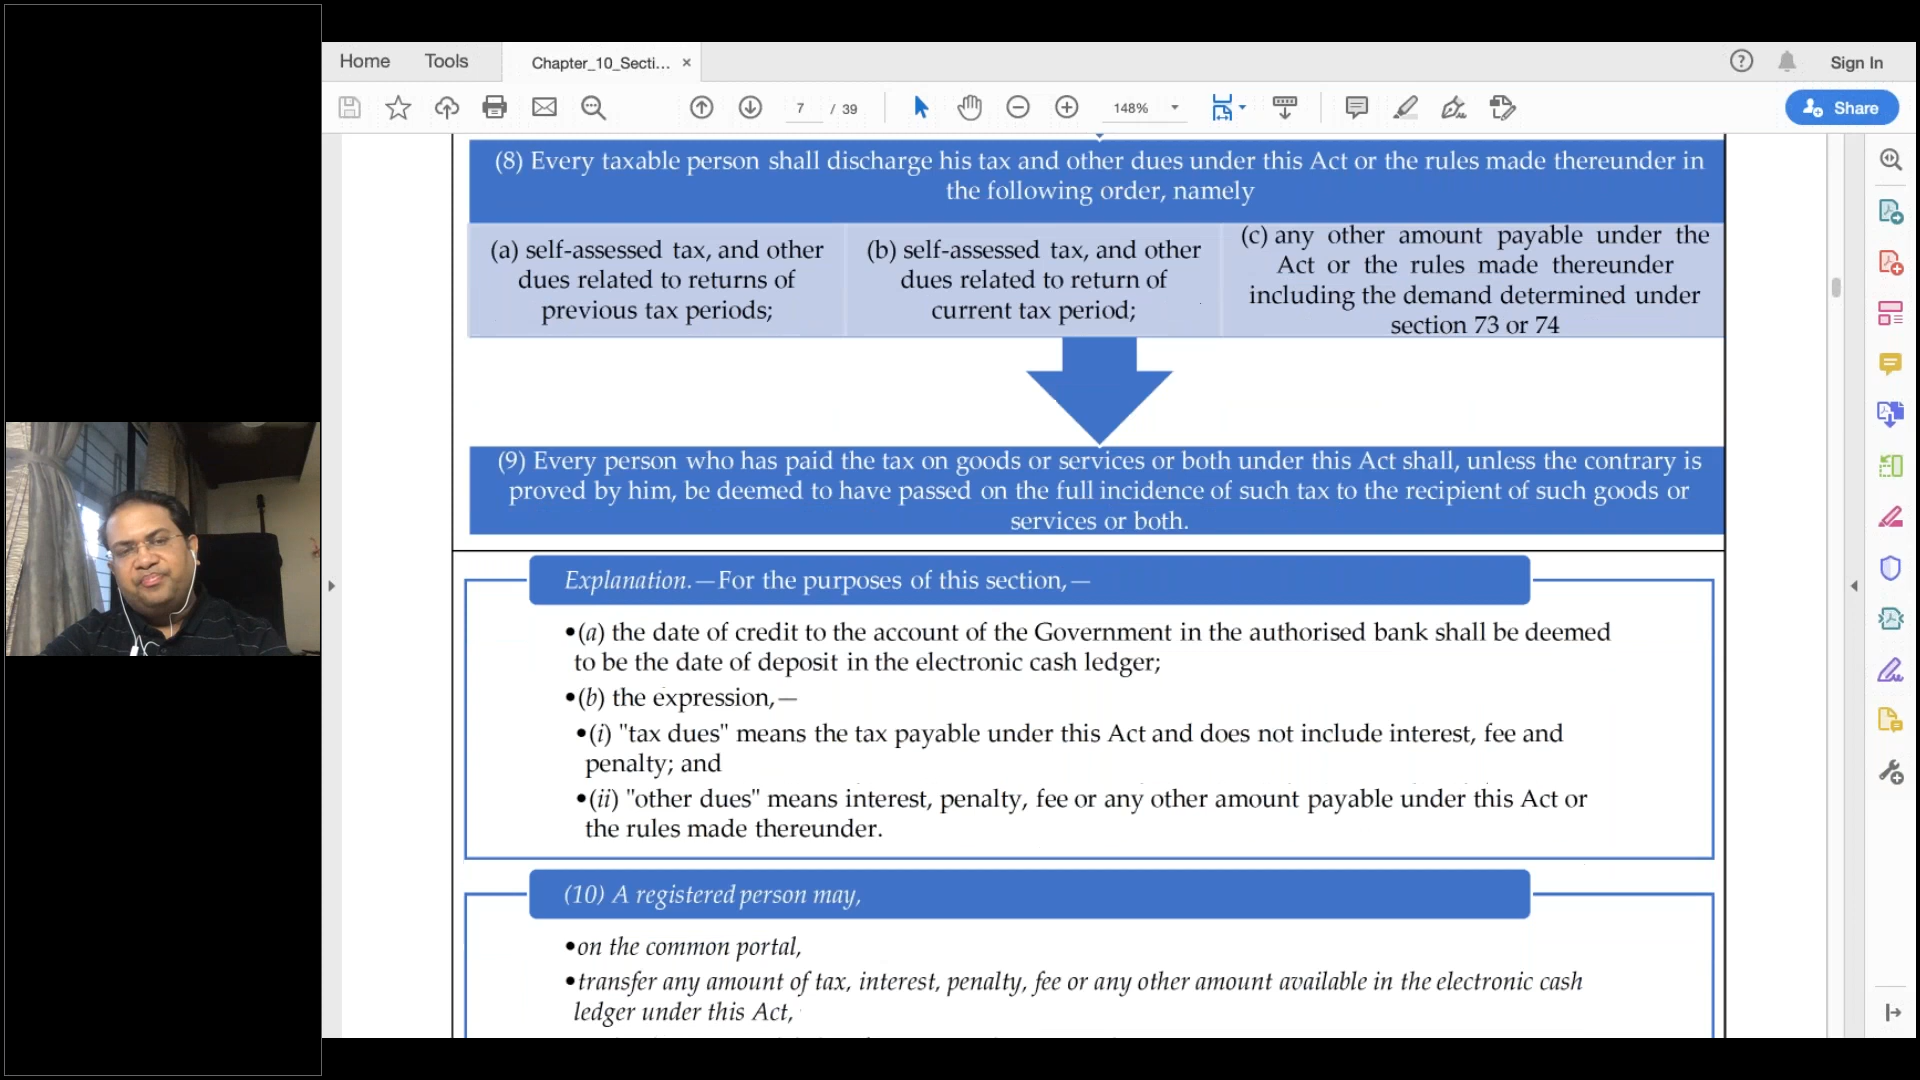 Home
Tools
Chapter_10_Secti... ×
Sign In
7 / 39
148%
Share
(8) Every taxable person shall discharge his tax and other dues under this Act or the rules made thereunder in
the following order, namely
(a) self-assessed tax, and other
dues related to returns of
previous tax periods;
(b) self-assessed tax, and other
dues related to return of
current tax period;
(c) any other amount payable under the
Act or the rules made thereunder
including the demand determined under
section 73 or 74
(9) Every person who has paid the tax on goods or services or both under this Act shall, unless the contrary is
proved by him, be deemed to have passed on the full incidence of such tax to the recipient of such goods or
services or both.
Explanation.—For the purposes of this section,—
•(a) the date of credit to the account of the Government in the authorised bank shall be deemed
to be the date of deposit in the electronic cash ledger;
•(b) the expression,—
•(i) "tax dues" means the tax payable under this Act and does not include interest, fee and
penalty; and
•(ii) "other dues" means interest, penalty, fee or any other amount payable under this Act or
the rules made thereunder.
(10) A registered person may,
•on the common portal,
•transfer any amount of tax, interest, penalty, fee or any other amount available in the electronic cash
ledger under this Act,